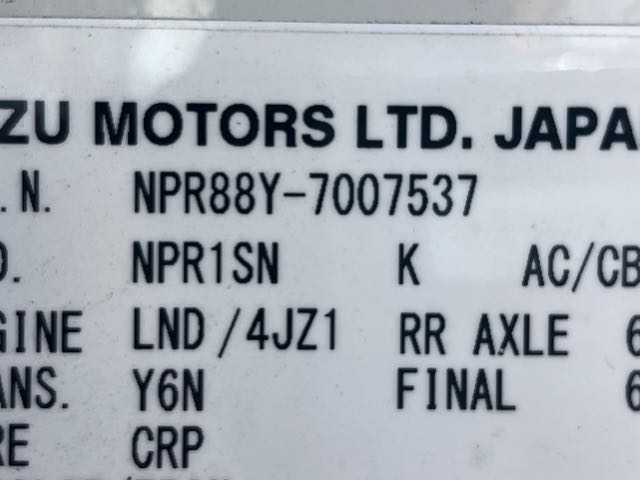 ZU MOTORS LTD. JAPA
.N. NPR88Y-7007537
D. NPR1SN K AC/CB
GINE LND /4JZ1 RR AXLE 6
ANS. Y6N FINAL 6
RE CRP